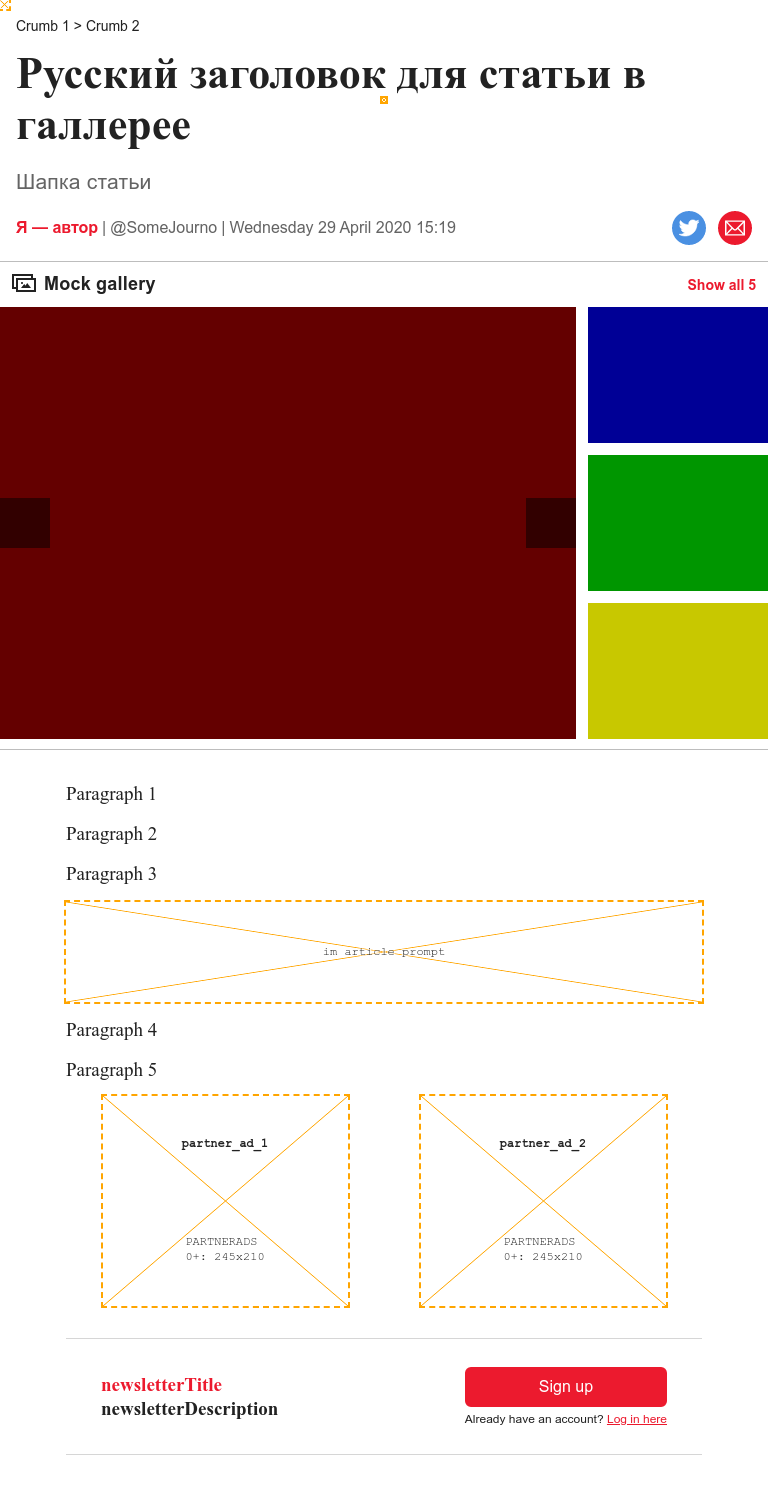 Crumb 1 > Crumb 2
Русский заголовок для статьи в
галлерее
Шапка статьи
Я — автор | @SomeJourno | Wednesday 29 April 2020 15:19
Mock gallery
Show all 5
Paragraph 1
Paragraph 2
Paragraph 3
im article prompt
Paragraph 4
Paragraph 5
partner_ad_1
PARTNERADS
0+: 245x210
partner_ad_2
PARTNERADS
0+: 245x210
newsletterTitle
newsletterDescription
Sign up
Already have an account? Log in here